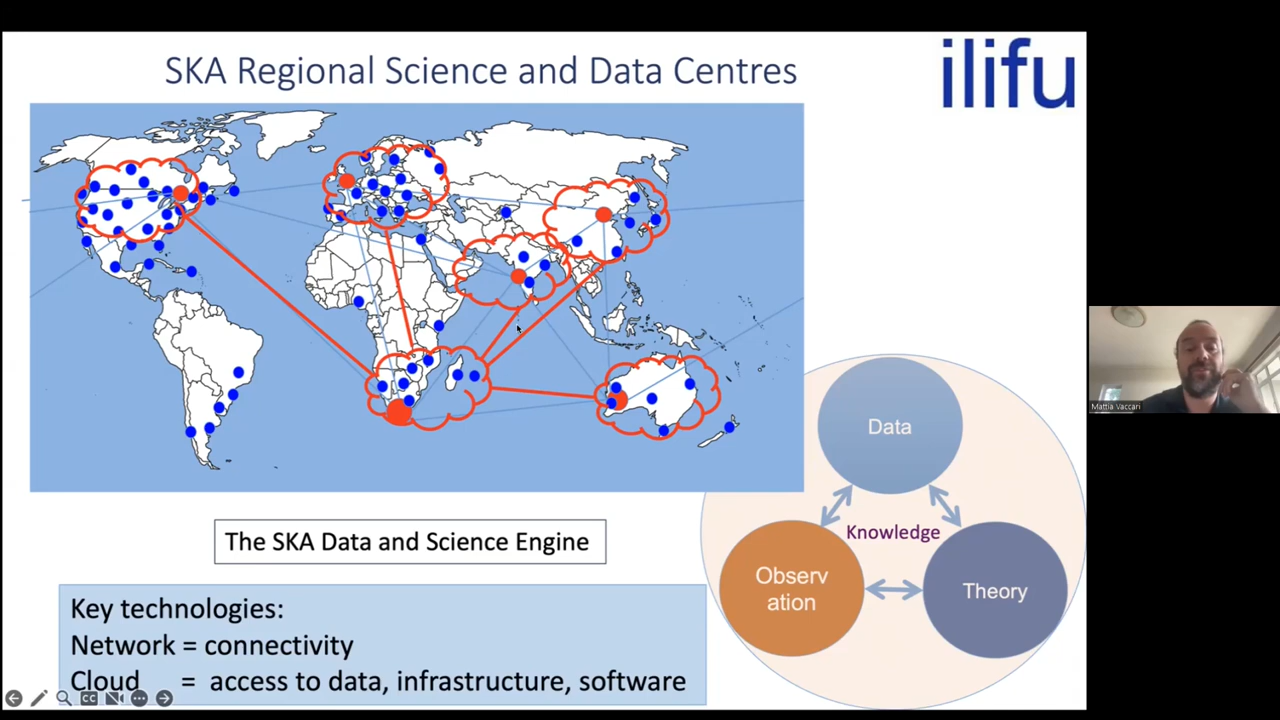 SKA Regional Science and Data Centres
ilifu
Data
Knowledge
Observ
ation
Theory
The SKA Data and Science Engine
Key technologies:
Network = connectivity
Cloud = access to data, infrastructure, software
CC
Mattia Vaccari